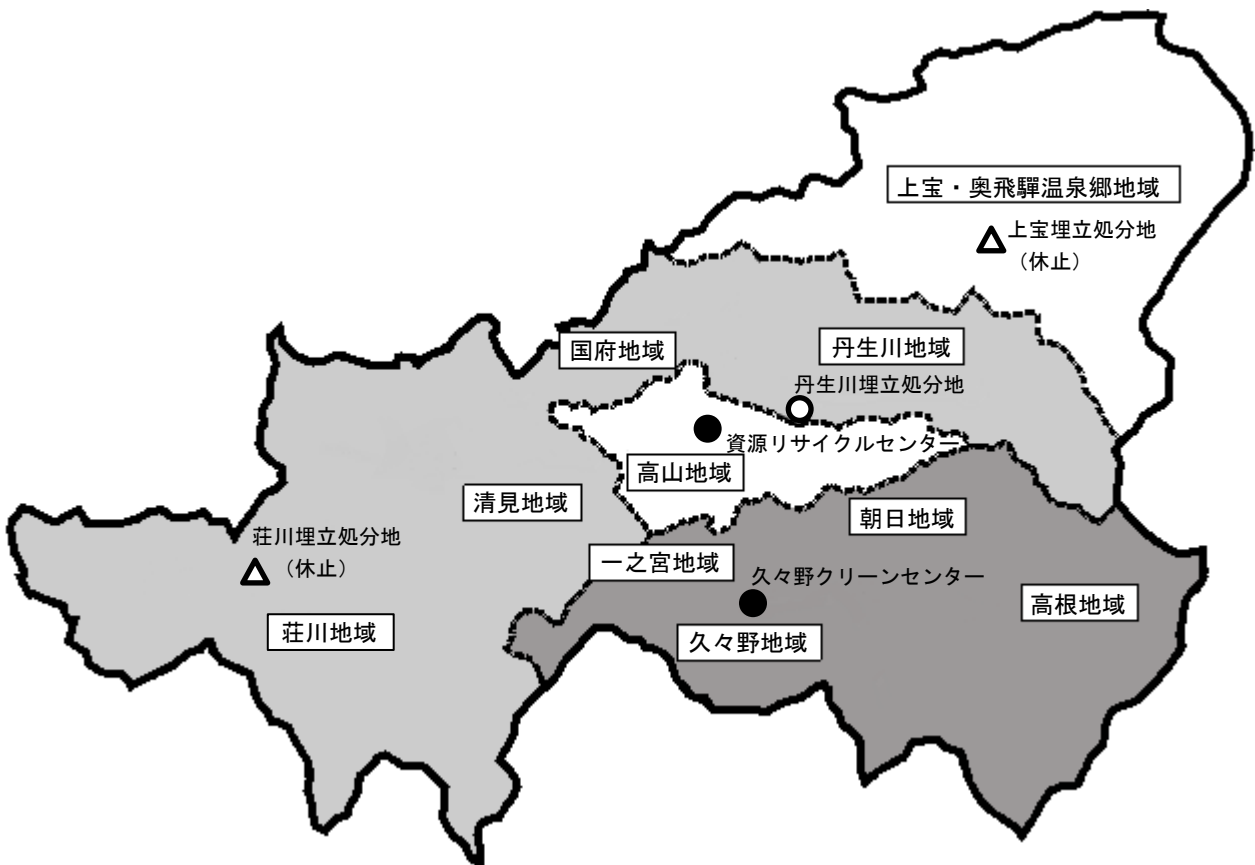 上宝・奥飛驒温泉郷地域
上宝埋立処分地
（休止）
国府地域
丹生川地域
丹生川埋立処分地
資源リサイクルセンター
高山地域
清見地域
朝日地域
荘川埋立処分地
（休止）
一之宮地域
久々野クリーンセンター
高根地域
荘川地域
久々野地域